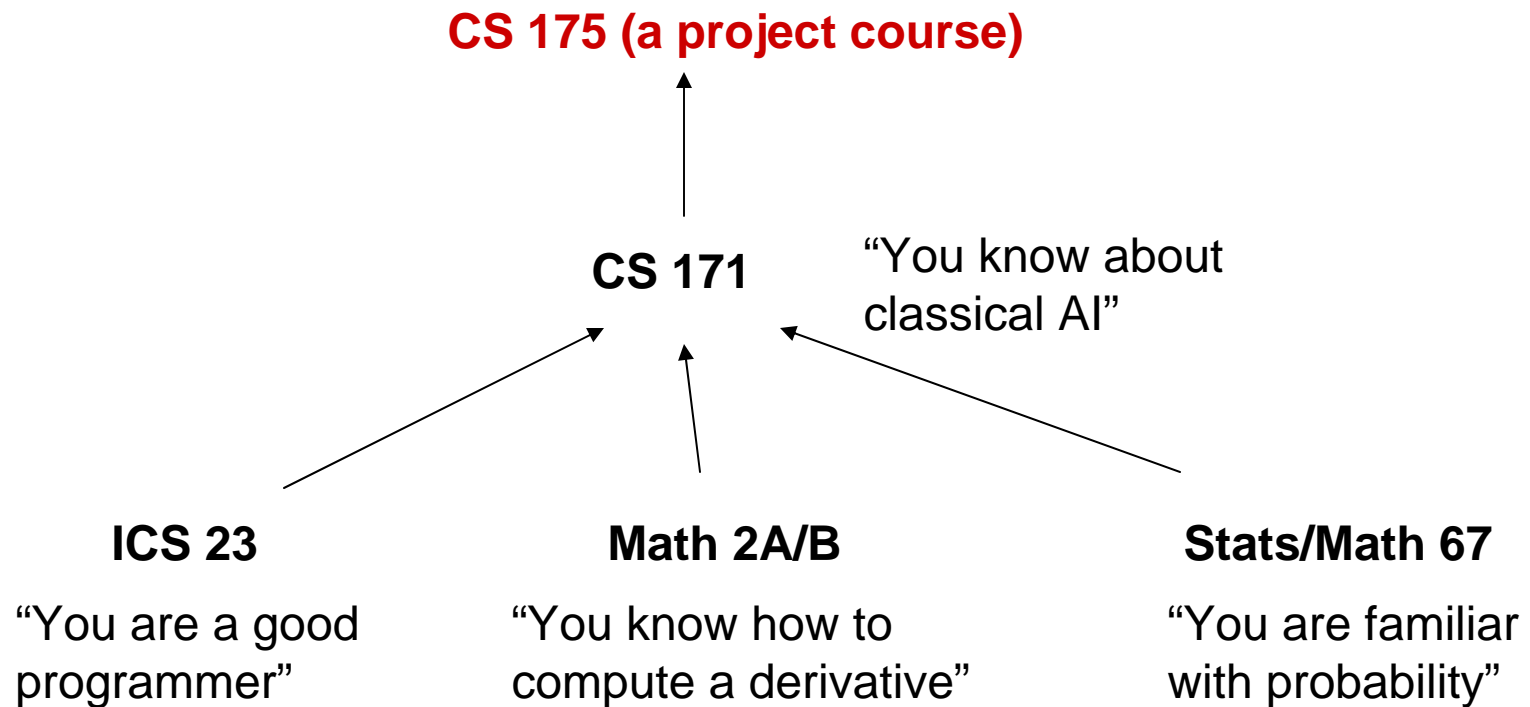 CS 175 (a project course)
CS 171
“You know about
classical AI”
ICS 23
Math 2A/B
Stats/Math 67
“You are a good
programmer”
“You know how to
compute a derivative”
“You are familiar
with probability”